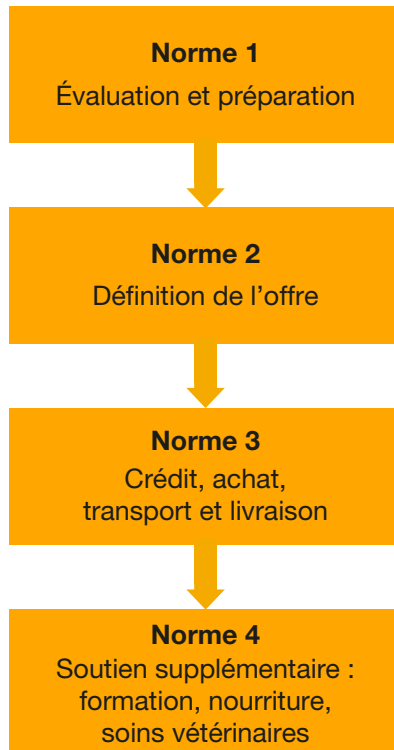 Norme 1
Évaluation et préparation
Norme 2
Définition de l’offre
Norme 3
Crédit, achat,
transport et livraison
Norme 4
Soutien supplémentaire :
formation, nourriture,
soins vétérinaires